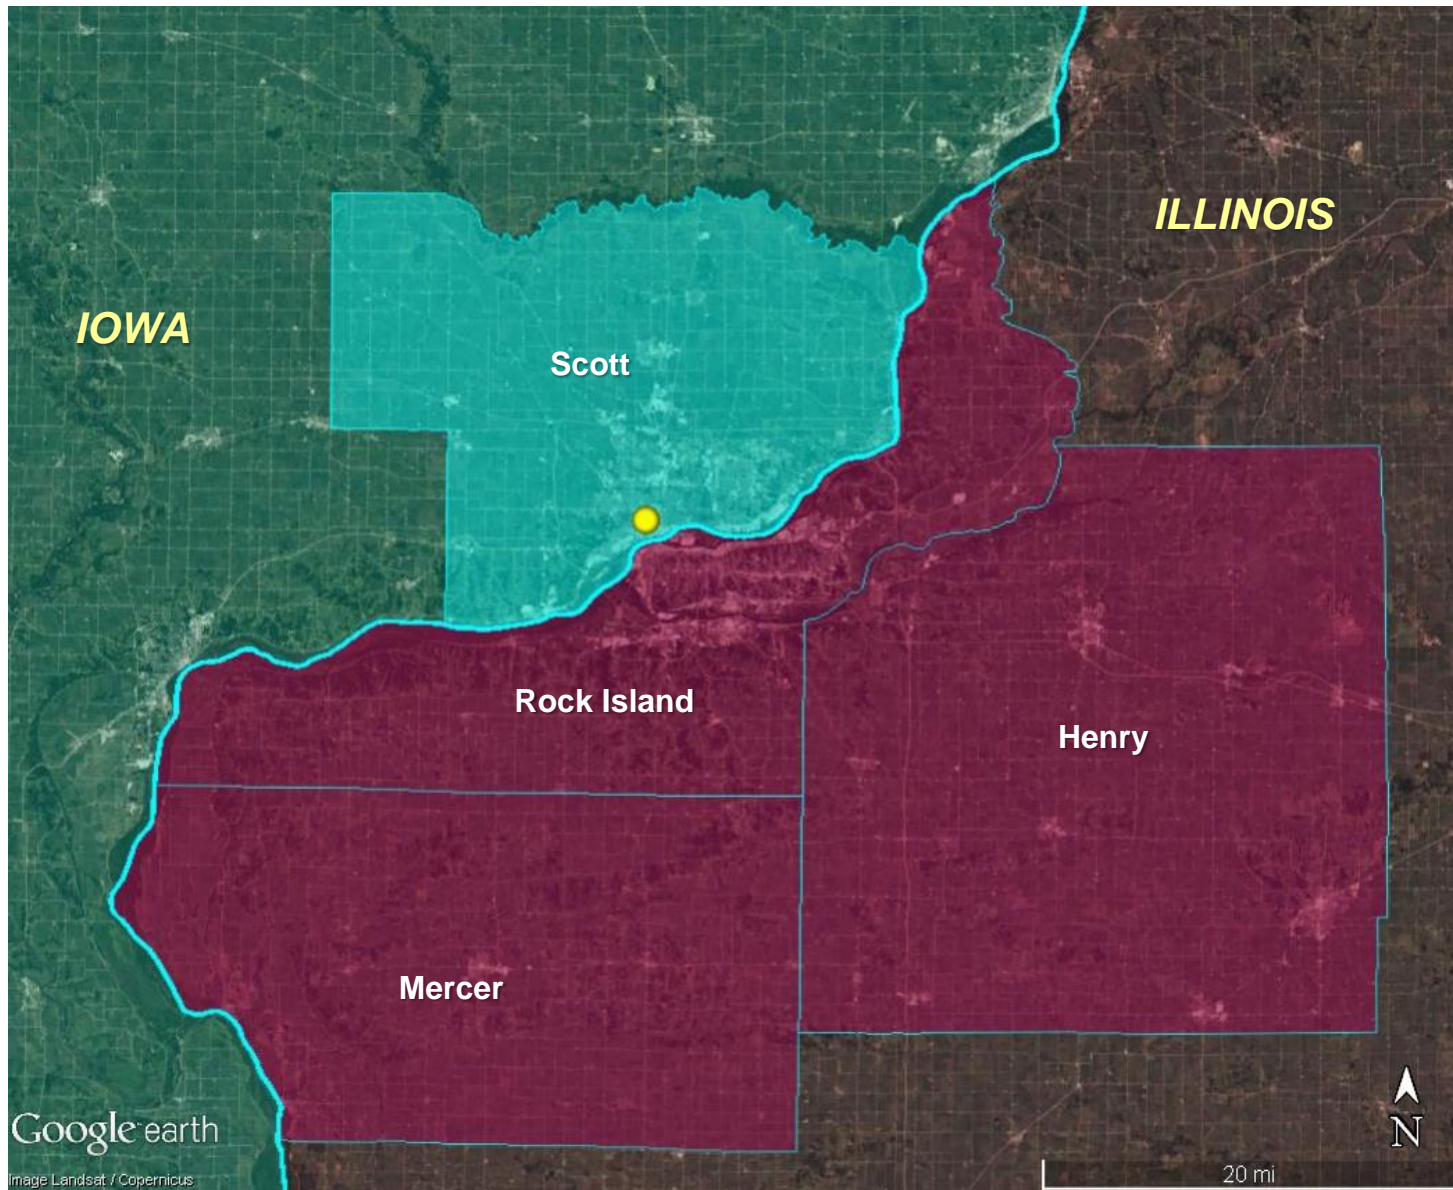 ILLINOIS
IOWA
Scott
Rock Island
Henry
Mercer
N
Google earth
Image Landsat / Copernicus
20 mi